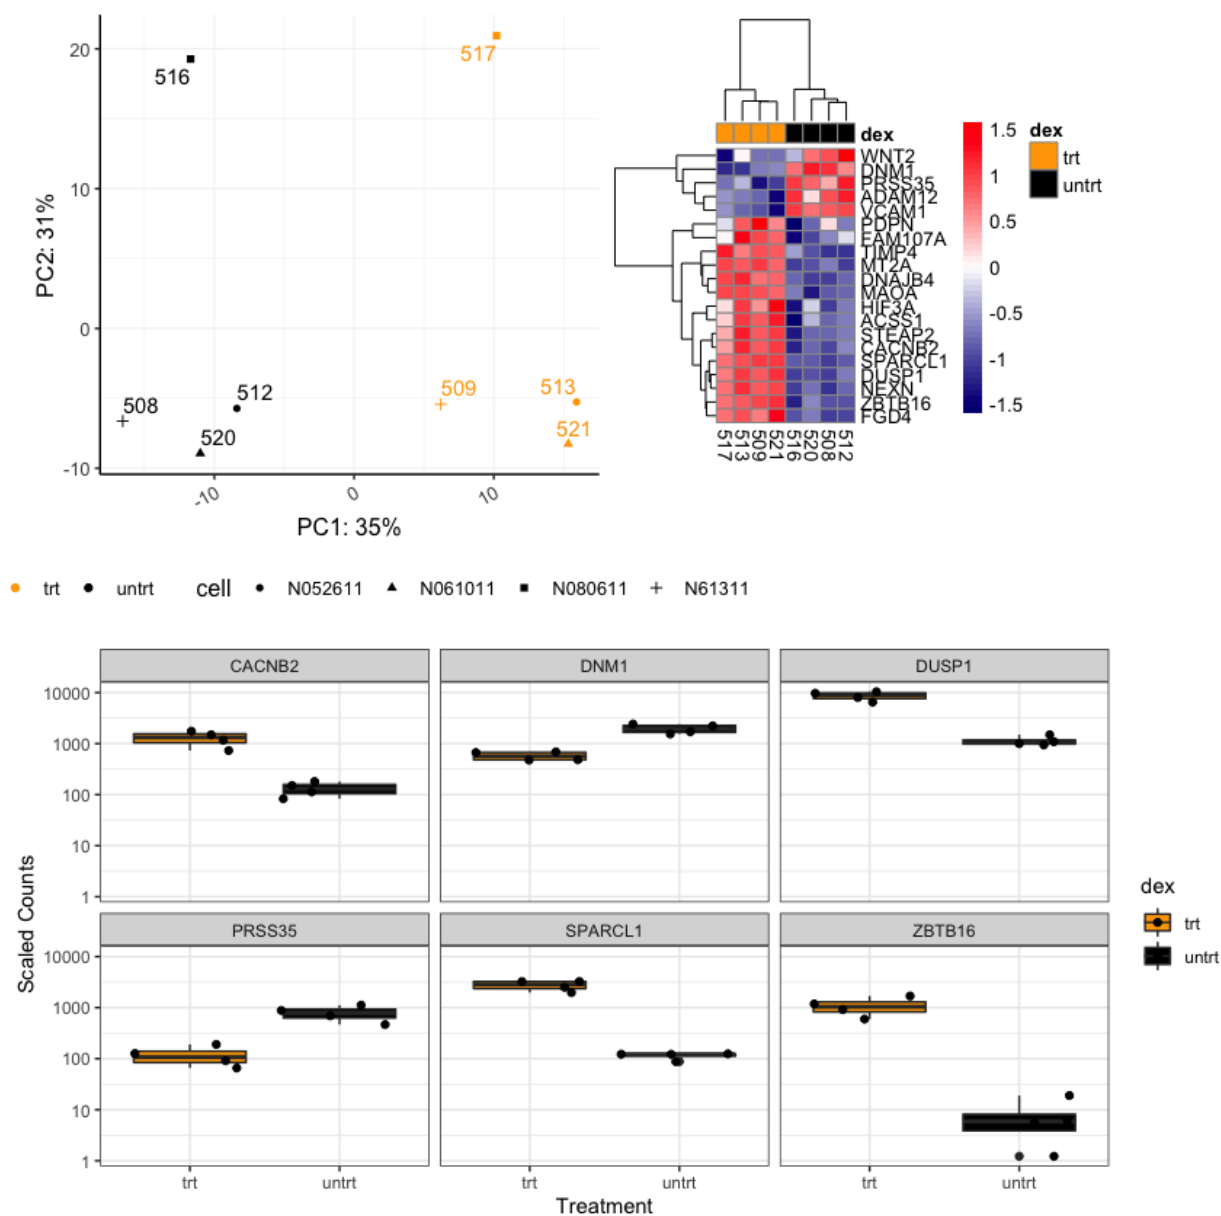 20
10
0
-10
PC2: 31%
516
517
508
512
520
509
513
521
-10
0
10
PC1: 35%
dex
WNT2
DNM1
PRSS35
ADAM12
VCAM1
PDPN
FAM107A
TIMP4
MT2A
DNAJB4
MAOA
HIF3A
ACSS1
STEAP2
CACNB2
SPARCL1
DUSP1
NEXN
ZBTB16
FGD4
517
513
509
521
516
520
508
512
1.5
1
0.5
0
-0.5
-1
-1.5
dex
trt
untrt
trt untrt cell N052611 N061011 N080611 N61311
CACNB2 DNM1 DUSP1
10000
1000
100
10
1
Scaled Counts
PRSS35 SPARCL1 ZBTB16
10000
1000
100
10
1
trt untrt trt untrt trt untrt
Treatment
dex
trt
untrt